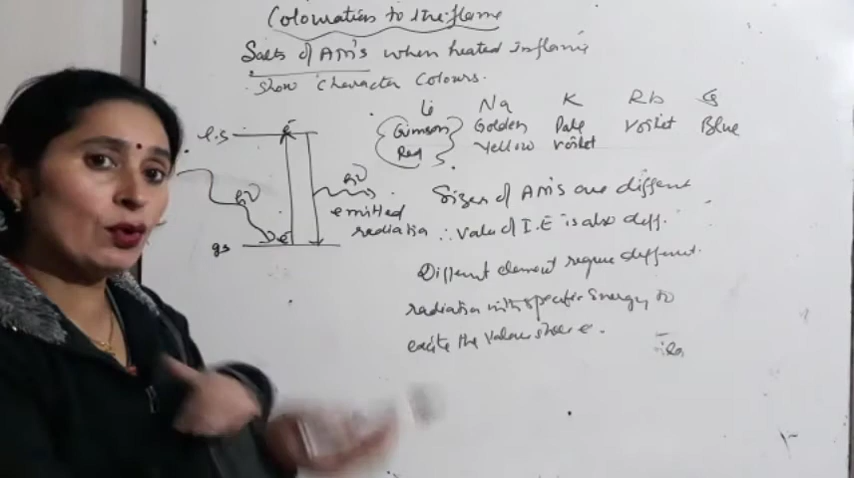 Colouration to the flame
Salts of AM's when heated in flame
show character Colours.
Li Na K Rb Cs
Crimson Golden Pale violet Blue
Red Yellow violet
e.s e-
hν hν
emitted
radiation
gs e-
Sizes of AM's are different
∴ value of I.E is also diff.
Different element require different
radiation with specific energy to
excite the valence shell e-.